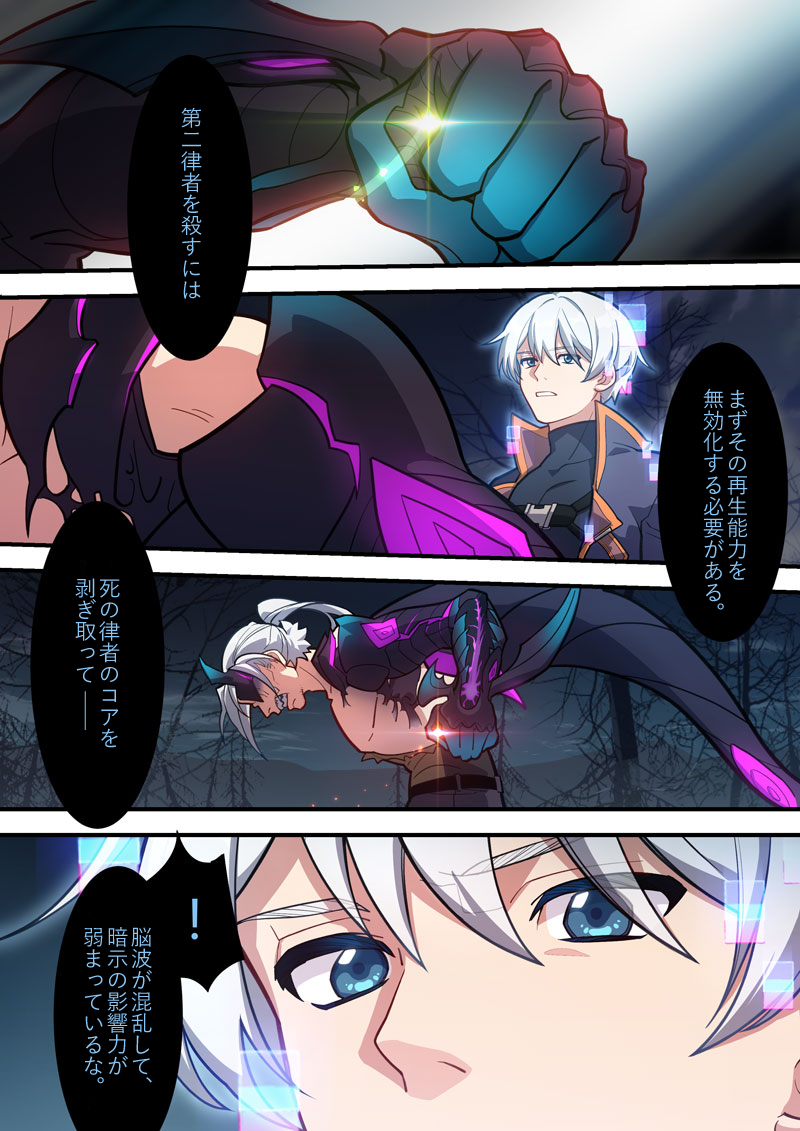 第二律者を殺すには
まずその再生能力を
無効化する必要がある。
死の律者のコアを
剥ぎ取って――
！
脳波が混乱して、
暗示の影響力が
弱まっているな。